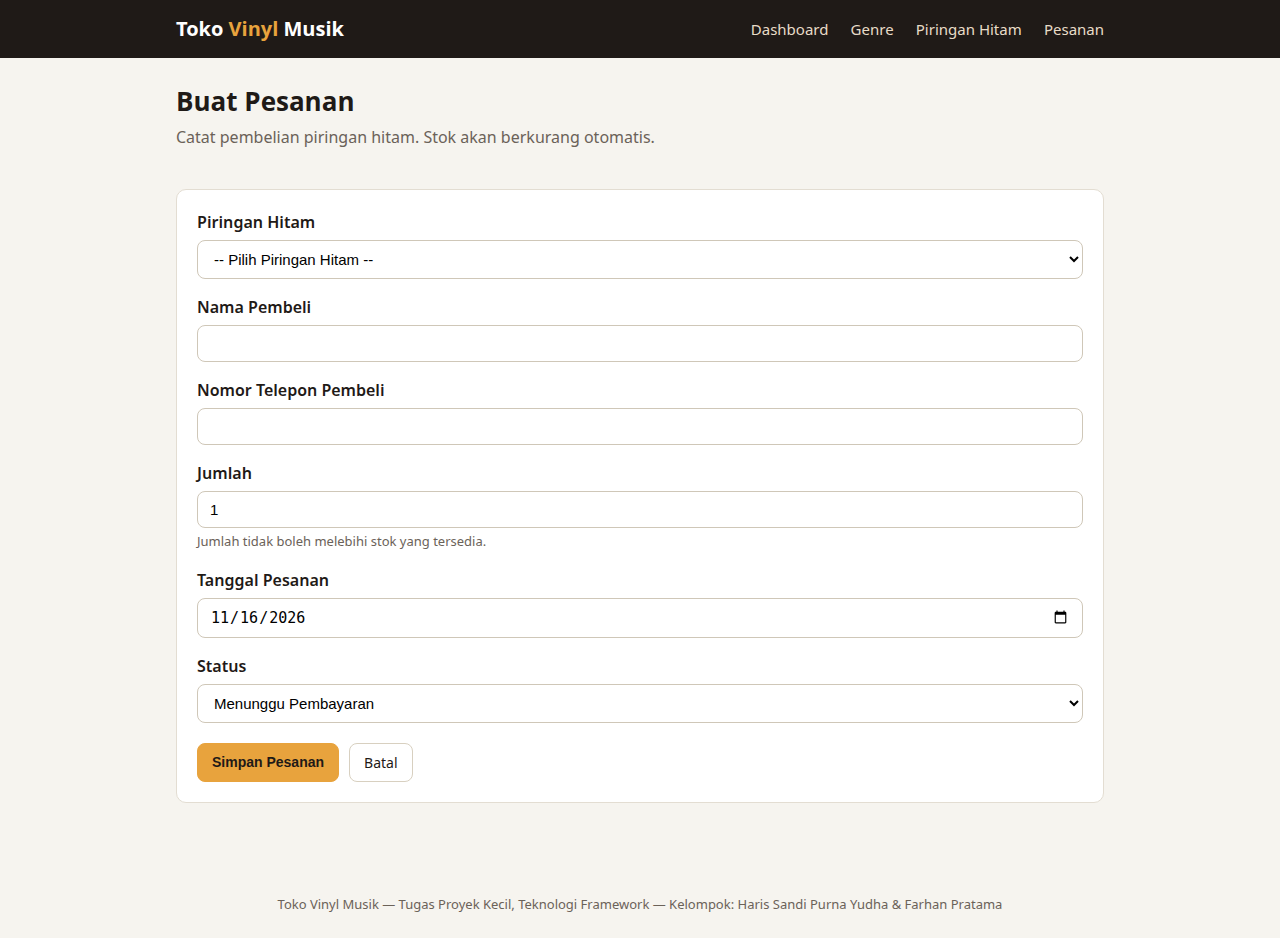 Toko Vinyl Musik
Dashboard Genre Piringan Hitam Pesanan
Buat Pesanan
Catat pembelian piringan hitam. Stok akan berkurang otomatis.
Piringan Hitam
-- Pilih Piringan Hitam --
Nama Pembeli
Nomor Telepon Pembeli
Jumlah
1
Jumlah tidak boleh melebihi stok yang tersedia.
Tanggal Pesanan
11/16/2026
Status
Menunggu Pembayaran
Simpan Pesanan Batal
Toko Vinyl Musik — Tugas Proyek Kecil, Teknologi Framework — Kelompok: Haris Sandi Purna Yudha & Farhan Pratama